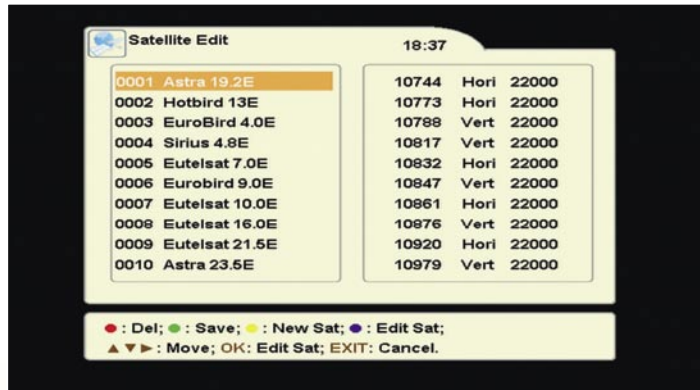 Satellite Edit 18:37
0001 Astra 19.2E 10744 Hori 22000
0002 Hotbird 13E 10773 Hori 22000
0003 EuroBird 4.0E 10788 Vert 22000
0004 Sirius 4.8E 10817 Vert 22000
0005 Eutelsat 7.0E 10832 Hori 22000
0006 Eurobird 9.0E 10847 Vert 22000
0007 Eutelsat 10.0E 10861 Hori 22000
0008 Eutelsat 16.0E 10876 Vert 22000
0009 Eutelsat 21.5E 10920 Hori 22000
0010 Astra 23.5E 10979 Vert 22000
● : Del; ● : Save; ● : New Sat; ● : Edit Sat;
▲ ▼ ► : Move; OK: Edit Sat; EXIT: Cancel.